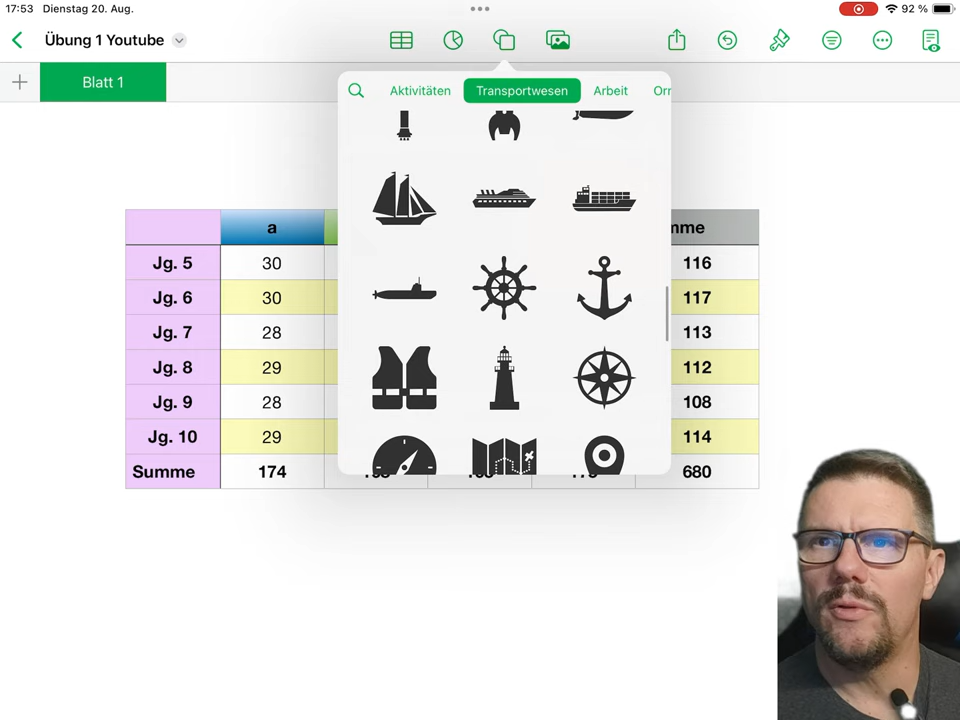 17:53 Dienstag 20. Aug. 92 %
Übung 1 Youtube
Blatt 1
Aktivitäten Transportwesen Arbeit
a
Jg. 5 30 116
Jg. 6 30 117
Jg. 7 28 113
Jg. 8 29 112
Jg. 9 28 108
Jg. 10 29 114
Summe 174 680